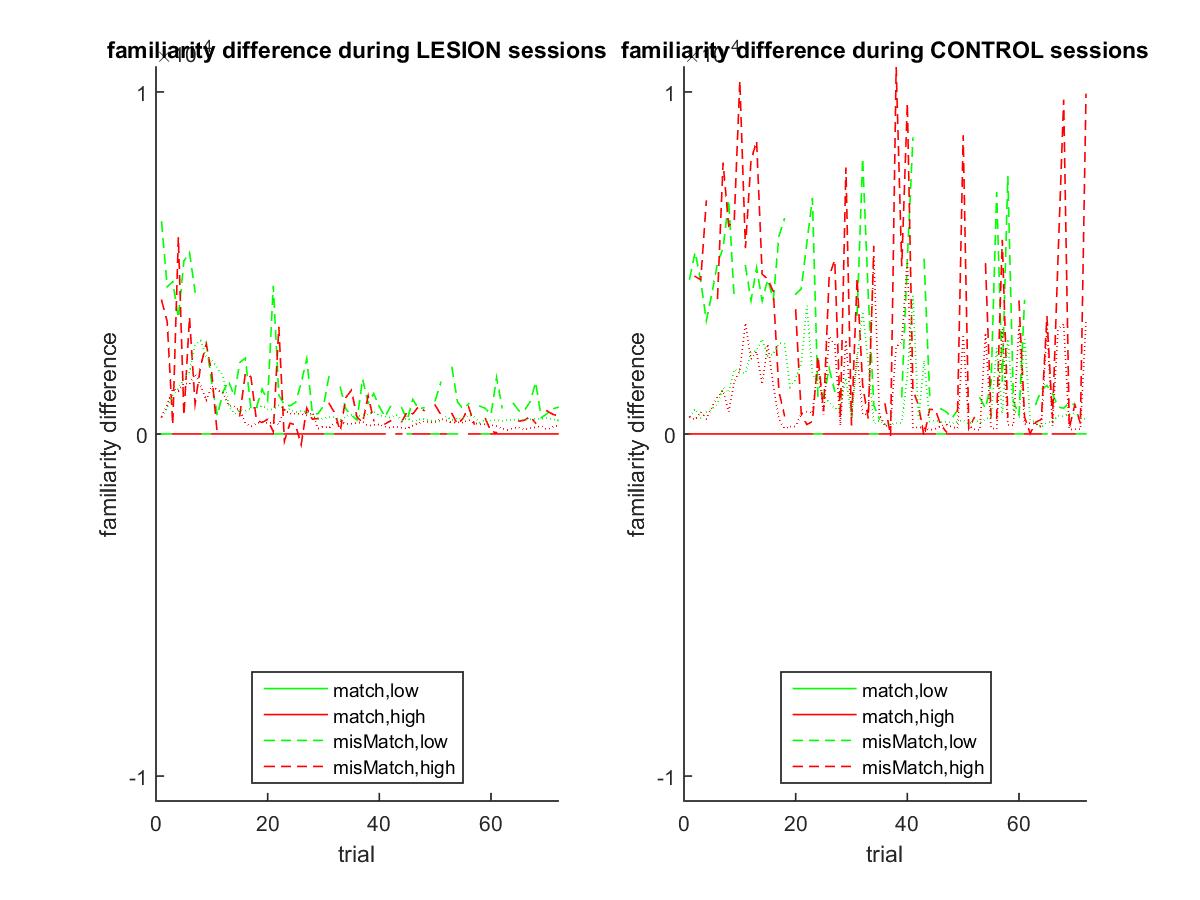 familiarity difference during LESION sessions
familiarity difference during CONTROL sessions
1
0
-1
familiarity difference
match,low
match,high
misMatch,low
misMatch,high
0 20 40 60
trial
1
0
-1
familiarity difference
match,low
match,high
misMatch,low
misMatch,high
0 20 40 60
trial